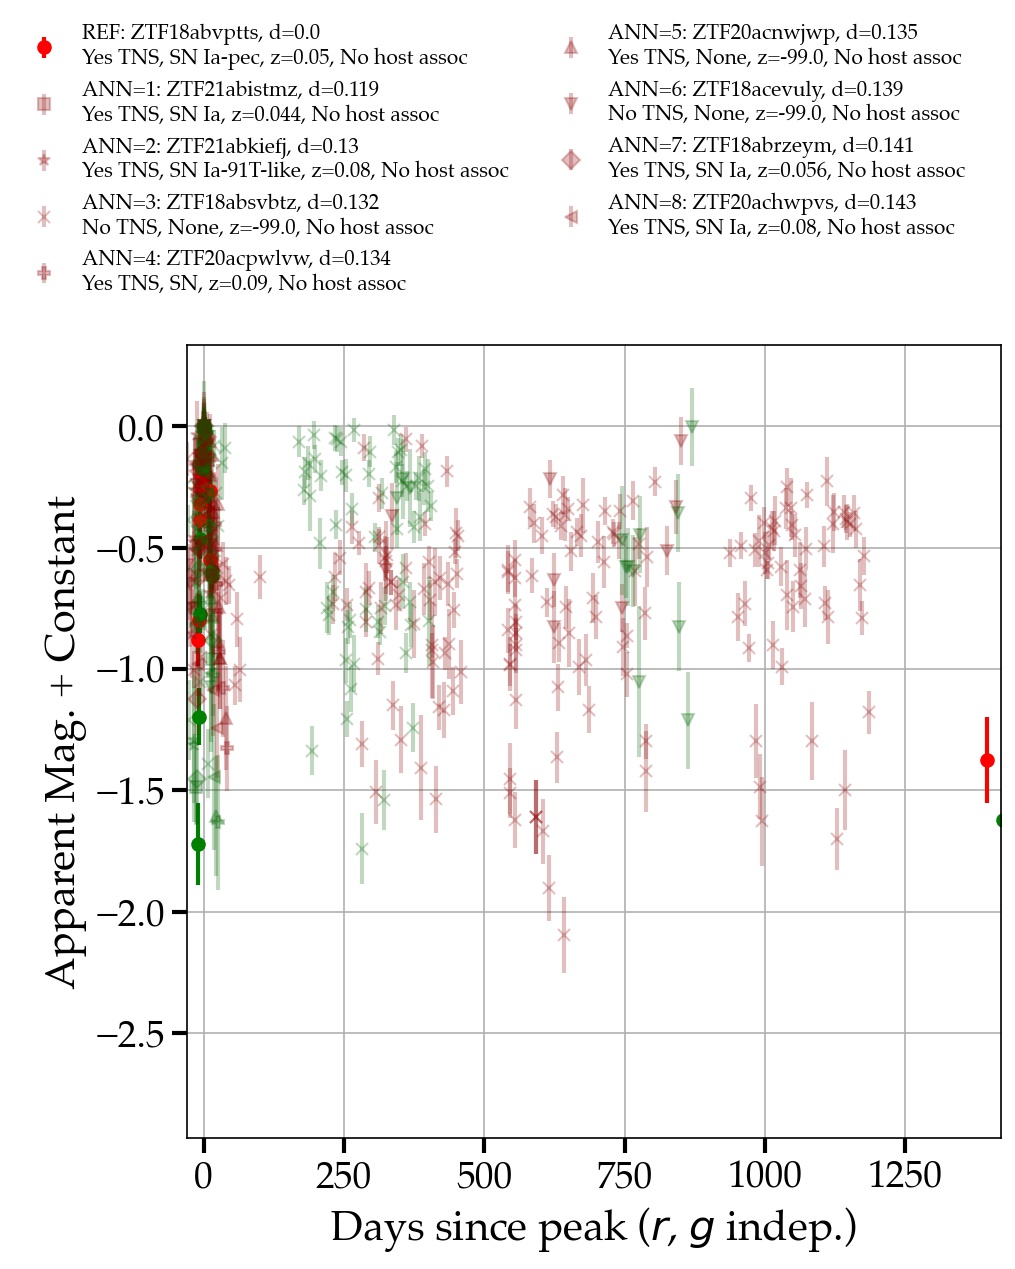 REF: ZTF18abvptts, d=0.0
Yes TNS, SN Ia-pec, z=0.05, No host assoc
ANN=1: ZTF21abistmz, d=0.119
Yes TNS, SN Ia, z=0.044, No host assoc
ANN=2: ZTF21abkiefj, d=0.13
Yes TNS, SN Ia-91T-like, z=0.08, No host assoc
ANN=3: ZTF18absvbtz, d=0.132
No TNS, None, z=-99.0, No host assoc
ANN=4: ZTF20acpwlvw, d=0.134
Yes TNS, SN, z=0.09, No host assoc
ANN=5: ZTF20acnwjwp, d=0.135
Yes TNS, None, z=-99.0, No host assoc
ANN=6: ZTF18acevuly, d=0.139
No TNS, None, z=-99.0, No host assoc
ANN=7: ZTF18abrzeym, d=0.141
Yes TNS, SN Ia, z=0.056, No host assoc
ANN=8: ZTF20achwpvs, d=0.143
Yes TNS, SN Ia, z=0.08, No host assoc
Apparent Mag. + Constant
0.0
−0.5
−1.0
−1.5
−2.0
−2.5
0 250 500 750 1000 1250
Days since peak (r, g indep.)